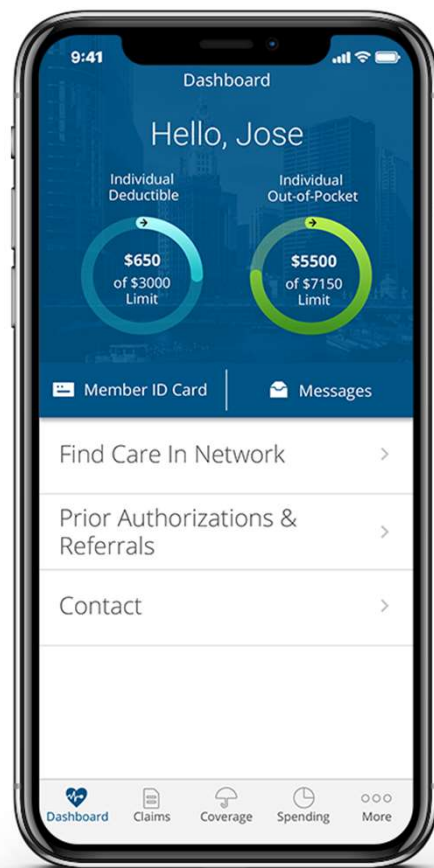 9:41
Dashboard
Hello, Jose
Individual
Deductible
$650
of $3000
Limit
Individual
Out-of-Pocket
$5500
of $7150
Limit
Member ID Card
Messages
Find Care In Network
Prior Authorizations &
Referrals
Contact
Dashboard
Claims
Coverage
Spending
More